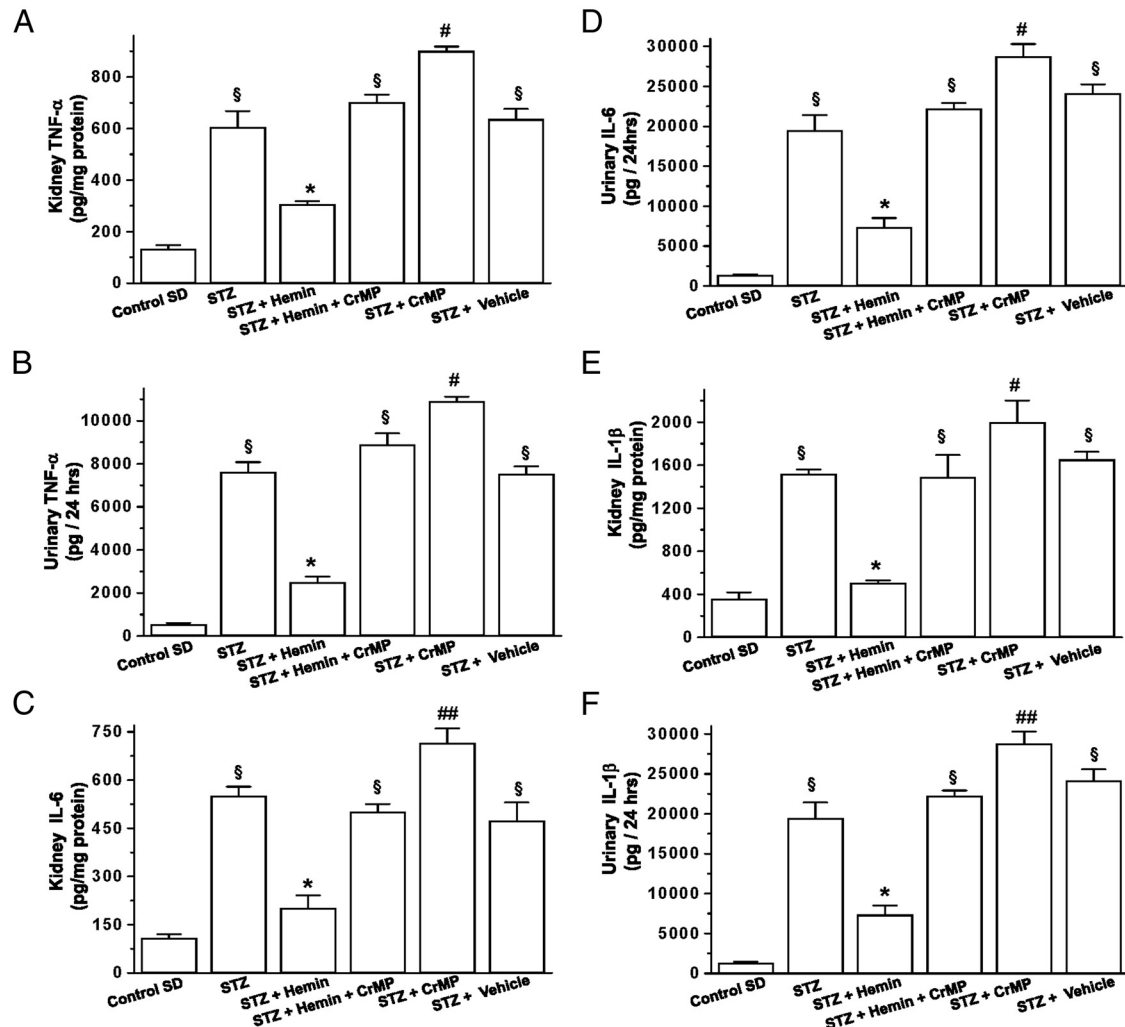 A
Kidney TNF-α
(pg/mg protein)
800
600
400
200
0
§
*
§
#
§
Control SD
STZ
STZ + Hemin
STZ + Hemin + CrMP
STZ + CrMP
STZ + Vehicle
B
Urinary TNF-α
(pg / 24 hrs)
10000
8000
6000
4000
2000
0
§
*
§
#
§
Control SD
STZ
STZ + Hemin
STZ + Hemin + CrMP
STZ + CrMP
STZ + Vehicle
C
Kidney IL-6
(pg/mg protein)
750
600
450
300
150
0
§
*
§
##
§
Control SD
STZ
STZ + Hemin
STZ + Hemin + CrMP
STZ + CrMP
STZ + Vehicle
D
Urinary IL-6
(pg / 24hrs)
30000
25000
20000
15000
10000
5000
0
§
*
§
#
§
Control SD
STZ
STZ + Hemin
STZ + Hemin + CrMP
STZ + CrMP
STZ + Vehicle
E
Kidney IL-1β
(pg/mg protein)
2000
1600
1200
800
400
0
§
*
§
#
§
Control SD
STZ
STZ + Hemin
STZ + Hemin + CrMP
STZ + CrMP
STZ + Vehicle
F
Urinary IL-1β
(pg / 24 hrs)
30000
25000
20000
15000
10000
5000
0
§
*
§
##
§
Control SD
STZ
STZ + Hemin
STZ + Hemin + CrMP
STZ + CrMP
STZ + Vehicle